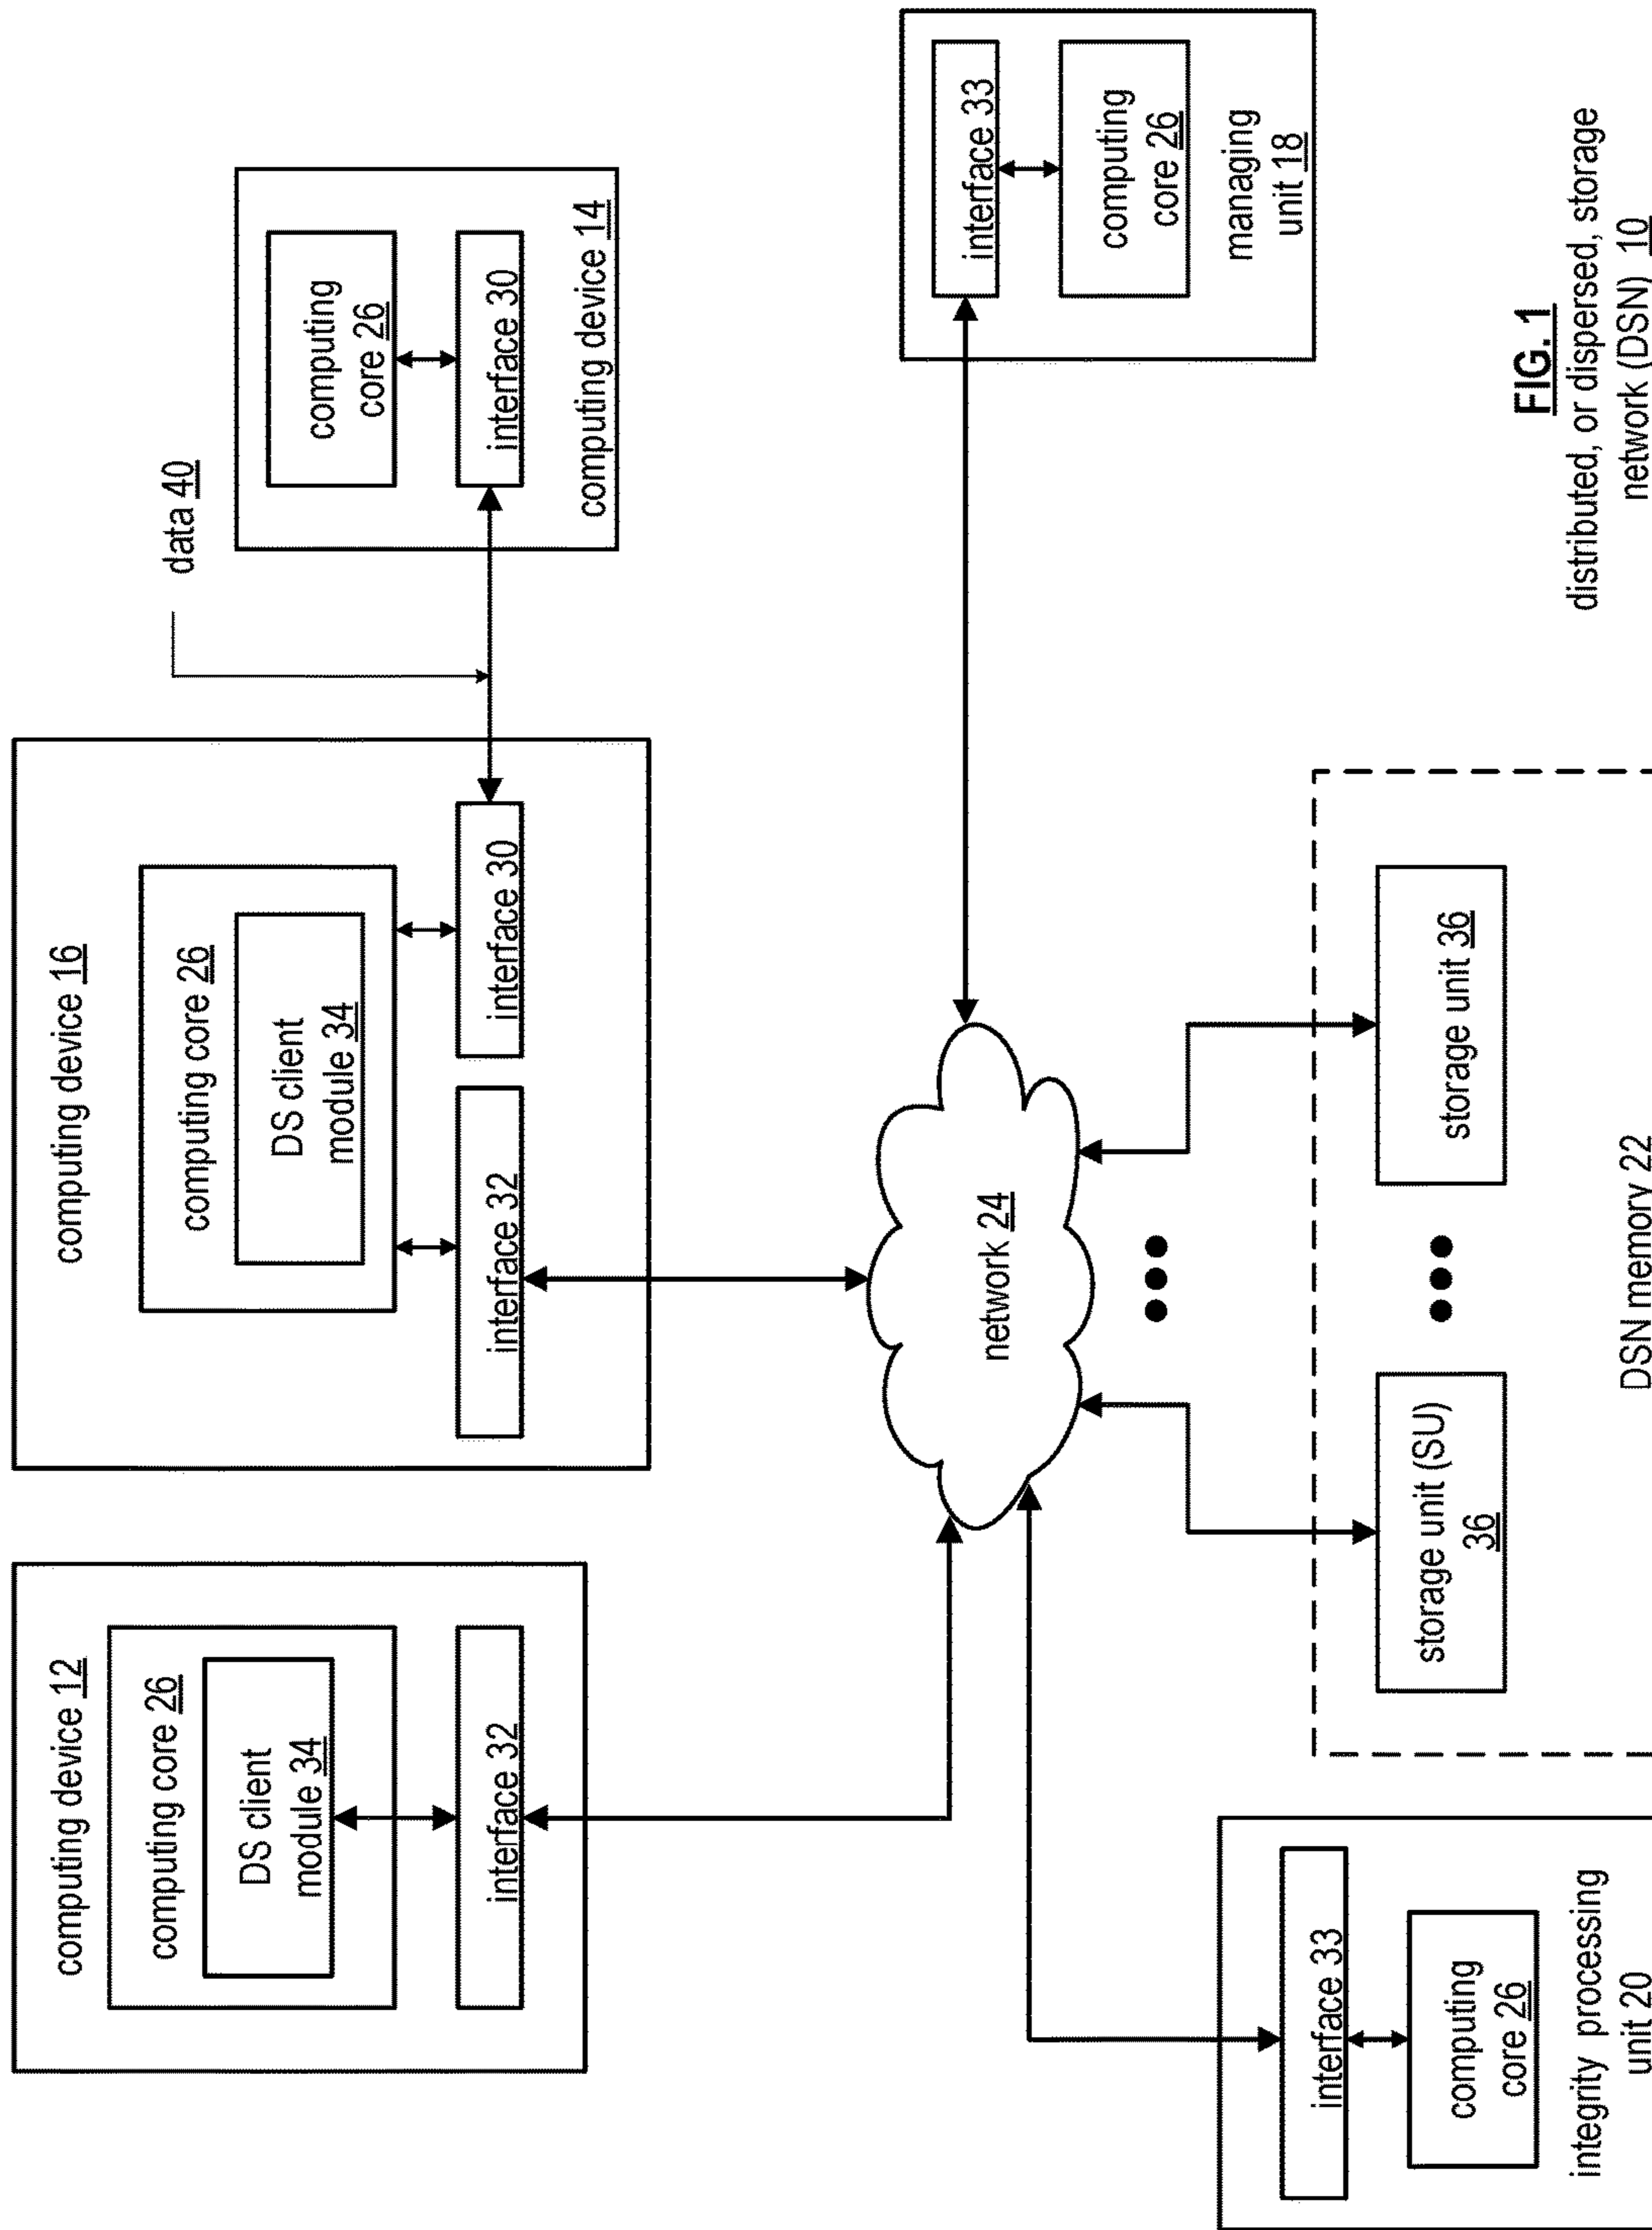 computing device 12
computing core 26
DS client
module 34
interface 32
computing device 16
computing core 26
DS client
module 34
interface 32
interface 30
data 40
computing
core 26
interface 30
computing device 14
network 24
interface 33
computing
core 26
managing
unit 18
interface 33
computing
core 26
integrity processing
unit 20
storage unit (SU)
36
storage unit 36
DSN memory 22
FIG. 1
distributed, or dispersed, storage
network (DSN) 10